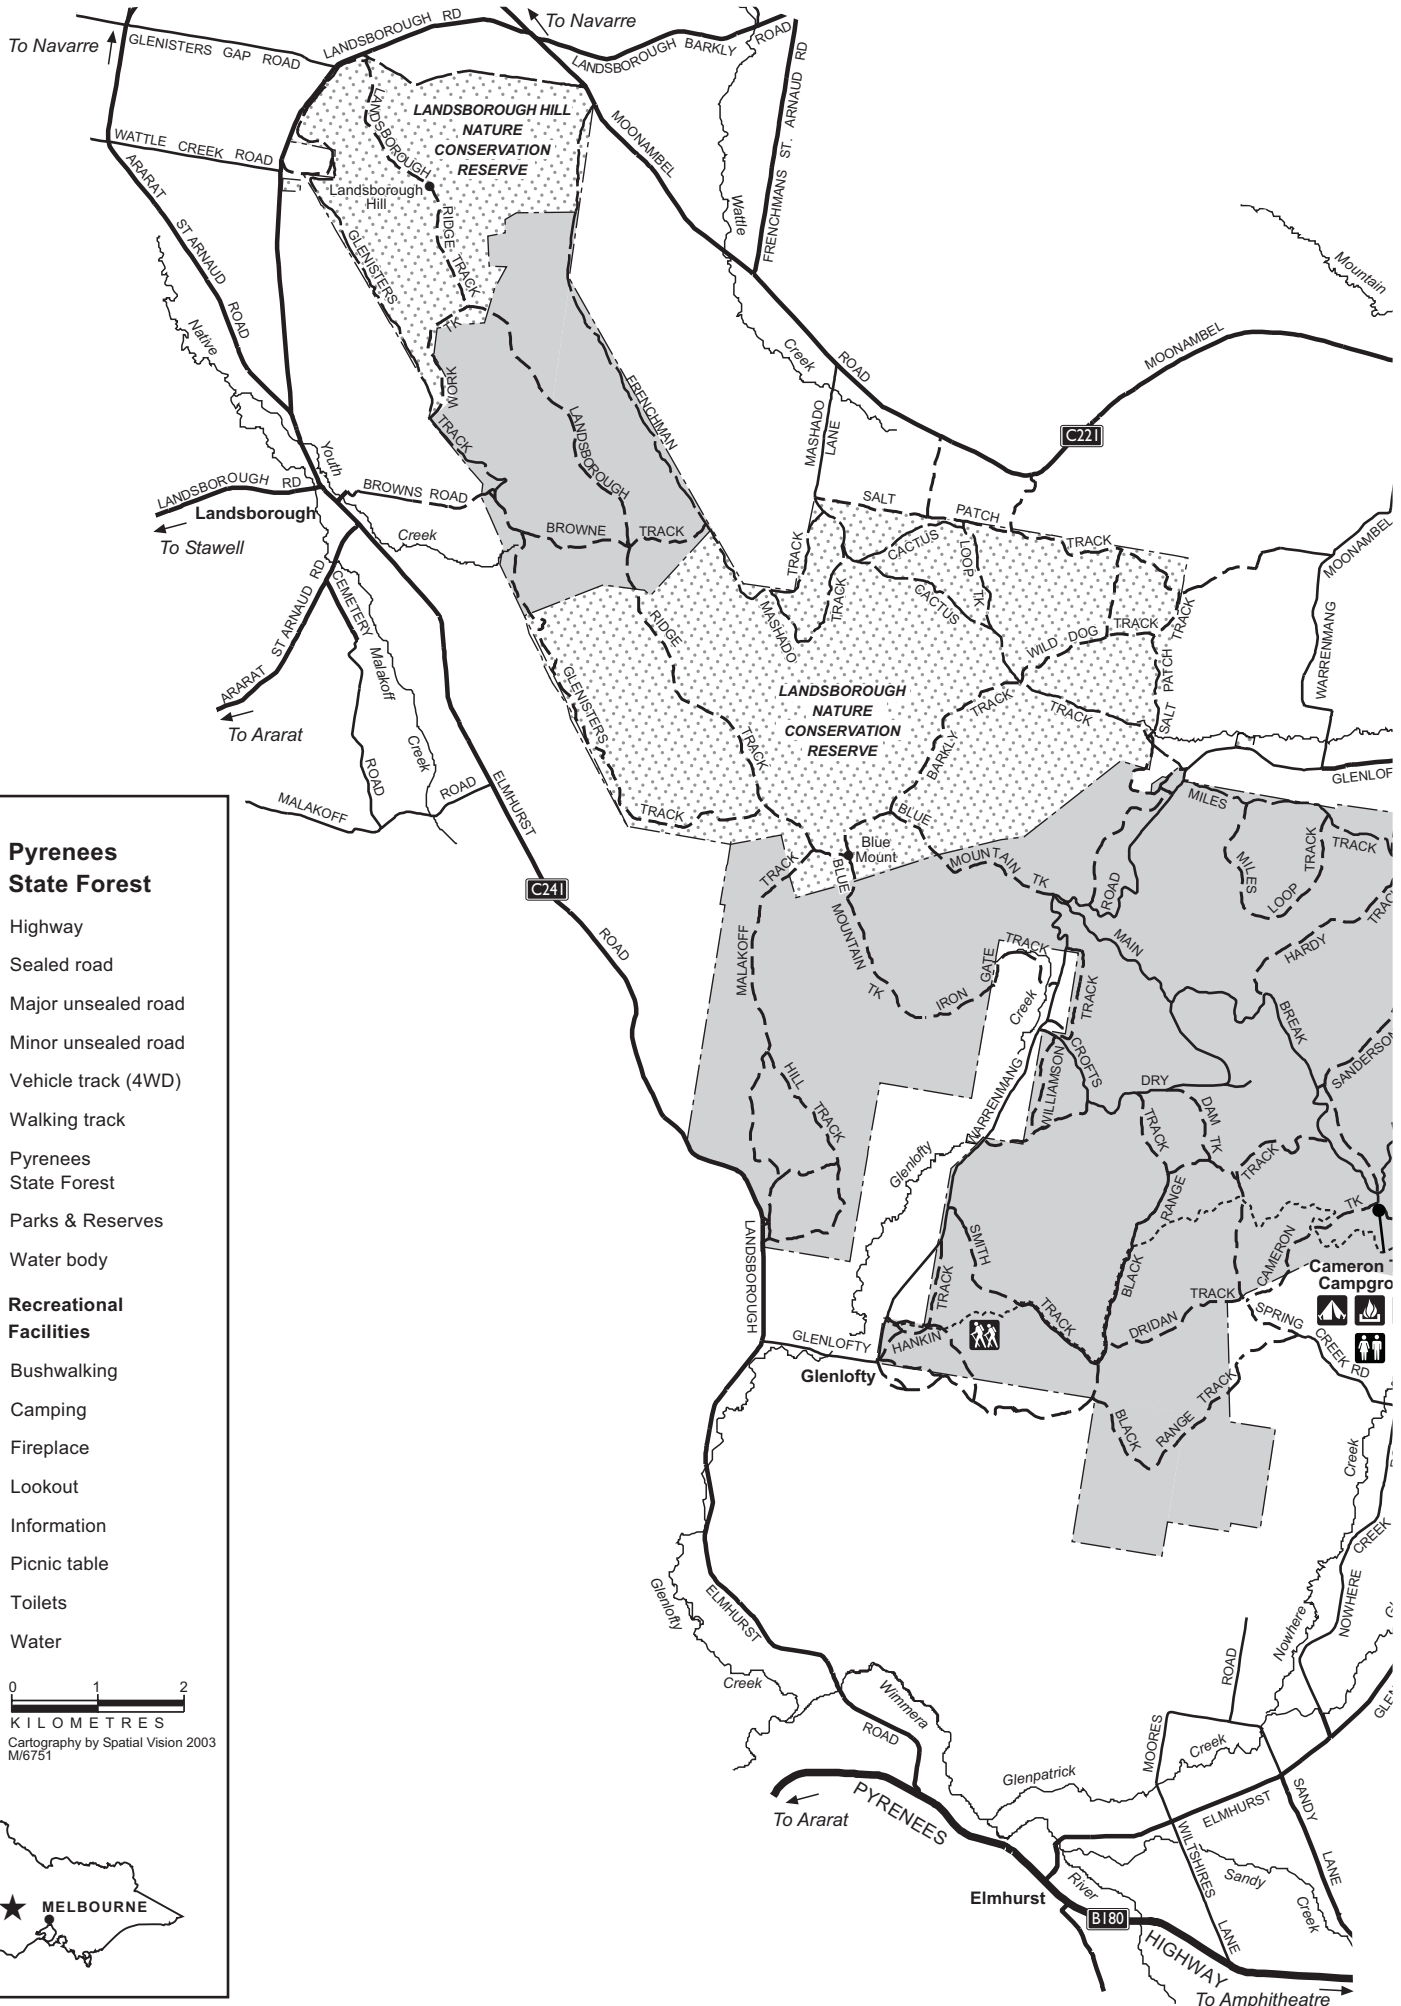 To Navarre
GLENISTERS GAP ROAD
LANDSBOROUGH RD
To Navarre
LANDSBOROUGH BARKLY ROAD
FRENCHMANS ST. ARNAUD RD
WATTLE CREEK ROAD
ARARAT
ST ARNAUD
ROAD
LANDSBOROUGH HILL
NATURE
CONSERVATION
RESERVE
LANDSBOROUGH
RIDGE
TRACK
Landsborough
Hill
GLENISTERS
MOONAMBEL
Wattle
Creek
ROAD
Mountain
Native
Youth
Creek
TK
WORK
TRACK
FRENCHMAN
LANDSBOROUGH
MASHADO
LANE
MOONAMBEL
C221
LANDSBOROUGH RD
Landsborough
To Stawell
BROWNS ROAD
BROWNE TRACK
SALT PATCH TRACK
TRACK
CACTUS
LOOP TK
CACTUS
TRACK
MASHADO
MOONAMBEL
WARRENMANG
ARARAT ST ARNAUD RD
To Ararat
CEMETERY
ROAD
Malakoff
Creek
MALAKOFF
ROAD
ELMHURST
RIDGE
TRACK
GLENISTERS
TRACK
WILD DOG TRACK
TRACK
SALT PATCH
LANDSBOROUGH
NATURE
CONSERVATION
RESERVE
BARKLY
TRACK
TRACK
GLENLOF
BLUE
MOUNTAIN
TK
Blue
Mount
BLUE
MOUNTAIN
TK
C241
ROAD
TRACK
MALAKOFF
HILL
TRACK
MILES
TRACK
MILES
LOOP
TRACK
ROAD
MAIN
BREAK
HARDY
TRAC
SANDERSO
IRON
GATE
TRACK
Creek
TRACK
WARRENMANG
WILLIAMSON
CROFTS
DRY
DAM
TK
TRACK
RANGE
BLACK
TRACK
Glenlofty
SMITH
TRACK
TRACK
CAMERON
TK
Cameron
Campgro
DRIDAN
TRACK
SPRING
CREEK RD
LANDSBOROUGH
GLENLOFTY
HANKIN
Glenlofty
BLACK
RANGE
TRACK
Glenlofty
Creek
ELMHURST
ROAD
Wimmera
Creek
Nowhere
NOWHERE
CREEK
ROAD
MOORES
Creek
Glenpatrick
GLEN
ELMHURST
SANDY
LANE
WILTSHIRES
LANE
Sandy
Creek
River
To Ararat
PYRENEES
HIGHWAY
Elmhurst
B180
To Amphitheatre
Pyrenees
State Forest
Highway
Sealed road
Major unsealed road
Minor unsealed road
Vehicle track (4WD)
Walking track
Pyrenees
State Forest
Parks & Reserves
Water body
Recreational
Facilities
Bushwalking
Camping
Fireplace
Lookout
Information
Picnic table
Toilets
Water
0 1 2
KILOMETRES
Cartography by Spatial Vision 2003
M/6751
MELBOURNE